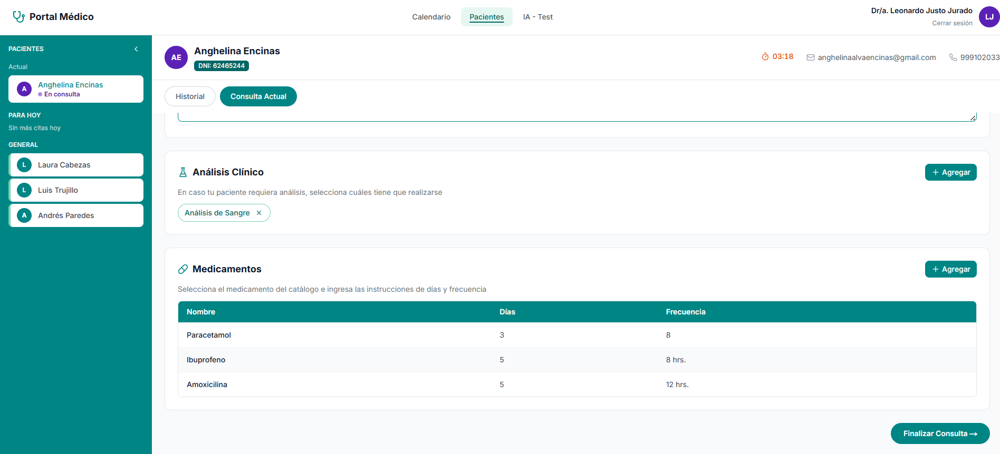 Portal Médico
Calendario
Pacientes
IA - Test
Dr/a. Leonardo Justo Jurado
Cerrar sesión
LJ
PACIENTES
Actual
A
Anghelina Encinas
En consulta
PARA HOY
Sin más citas hoy
GENERAL
L
Laura Cabezas
L
Luis Trujillo
A
Andrés Paredes
AE
Anghelina Encinas
DNI: 62465244
03:18
anghelinaalvaencinas@gmail.com
999102033
Historial
Consulta Actual
Análisis Clínico
+ Agregar
En caso tu paciente requiera análisis, selecciona cuáles tiene que realizarse
Análisis de Sangre ×
Medicamentos
+ Agregar
Selecciona el medicamento del catálogo e ingresa las instrucciones de días y frecuencia
Nombre Días Frecuencia
Paracetamol 3 8
Ibuprofeno 5 8 hrs.
Amoxicilina 5 12 hrs.
Finalizar Consulta →